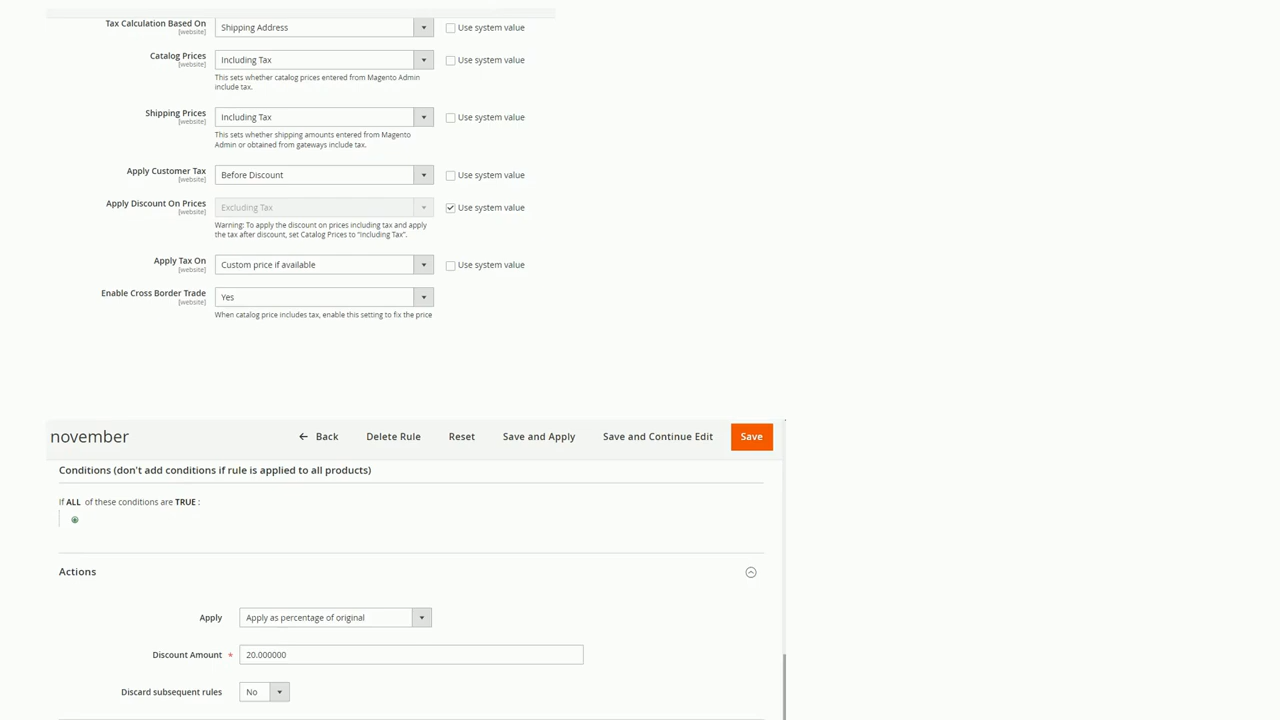 Tax Calculation Based On Shipping Address Use system value
[website]
Catalog Prices Including Tax Use system value
[website]
This sets whether catalog prices entered from Magento Admin
include tax.
Shipping Prices Including Tax Use system value
[website]
This sets whether shipping amounts entered from Magento
Admin or obtained from gateways include tax.
Apply Customer Tax Before Discount Use system value
[website]
Apply Discount On Prices Excluding Tax Use system value
[website]
Warning: To apply the discount on prices including tax and apply
the tax after discount, set Catalog Prices to "Including Tax".
Apply Tax On Custom price if available Use system value
[website]
Enable Cross Border Trade Yes
[website]
When catalog price includes tax, enable this setting to fix the price
november Back Delete Rule Reset Save and Apply Save and Continue Edit Save
Conditions (don't add conditions if rule is applied to all products)
If ALL of these conditions are TRUE :
Actions
Apply Apply as percentage of original
Discount Amount * 20.000000
Discard subsequent rules No